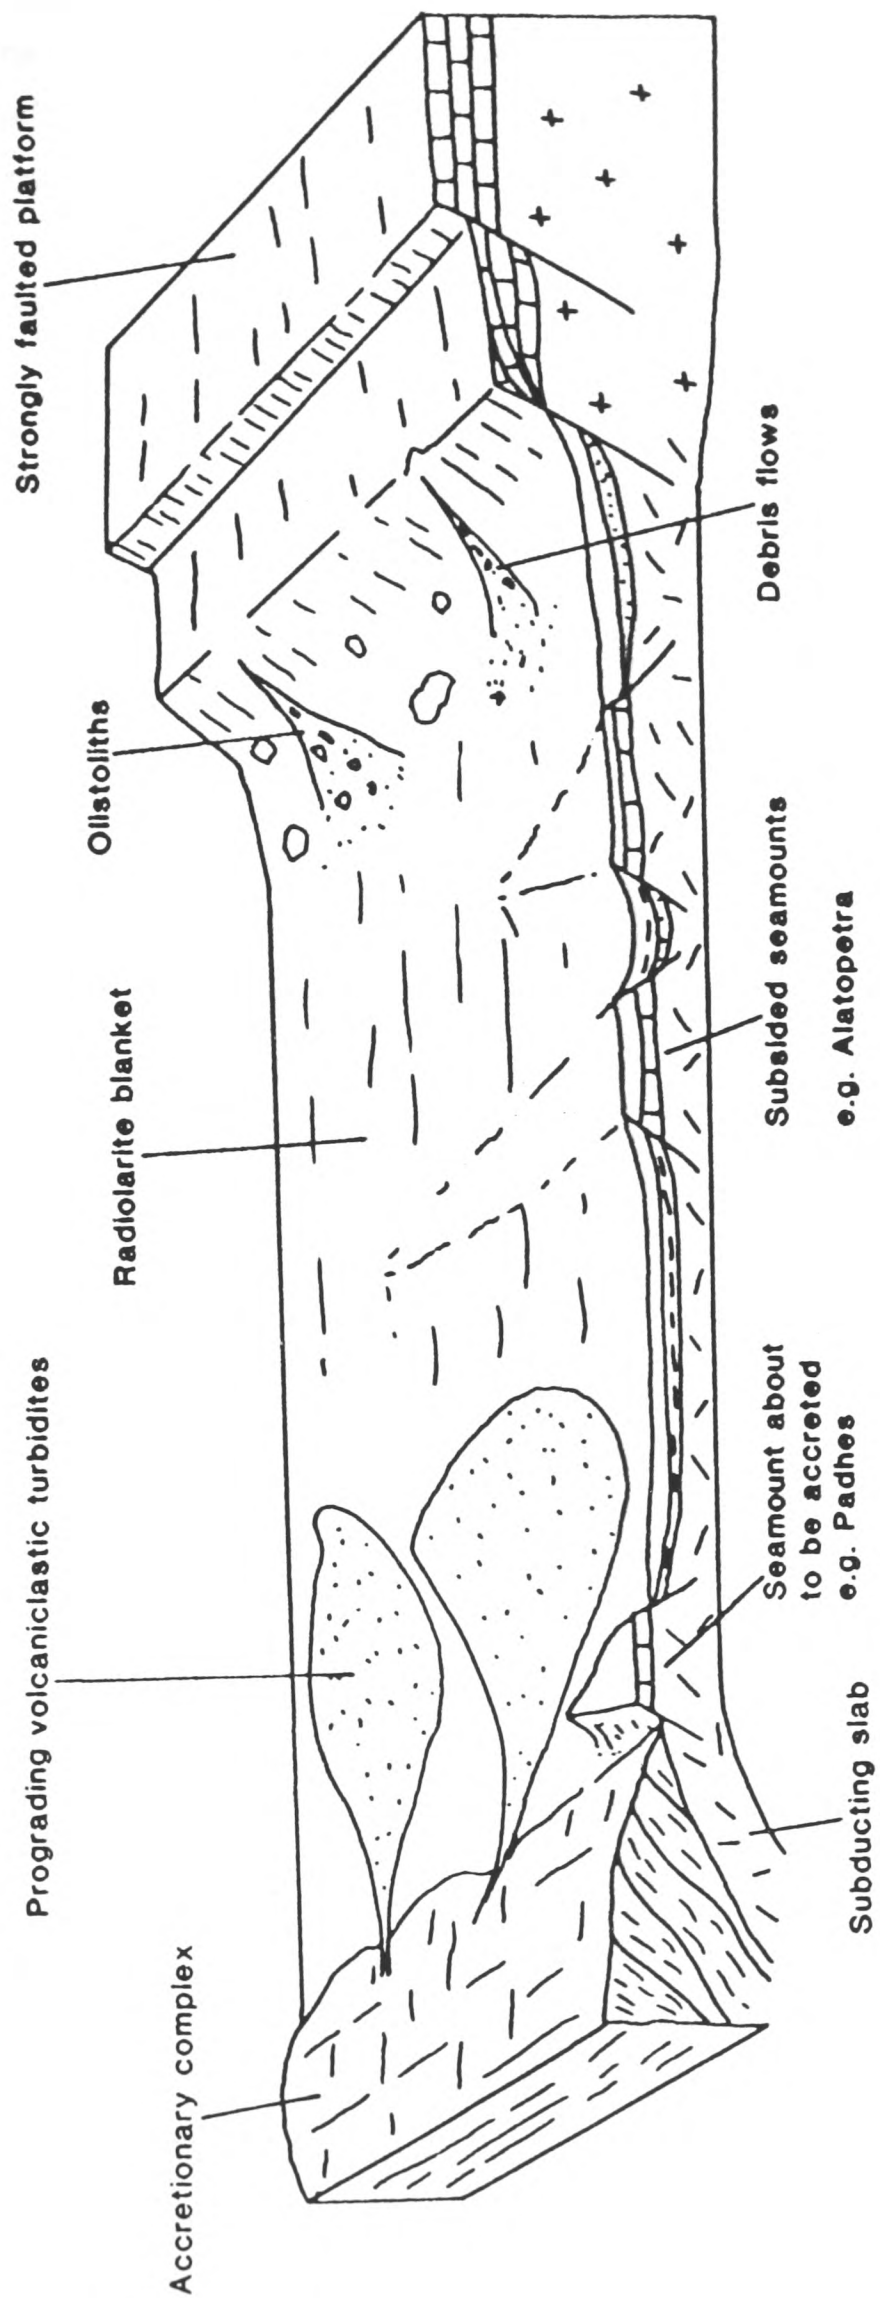 Accretionary complex
Prograding volcaniclastic turbidites
Radiolarite blanket
Olistoliths
Strongly faulted platform
Subducting slab
Seamount about
to be accreted
e.g. Padhes
Subsided seamounts
e.g. Alatopetra
Debris flows